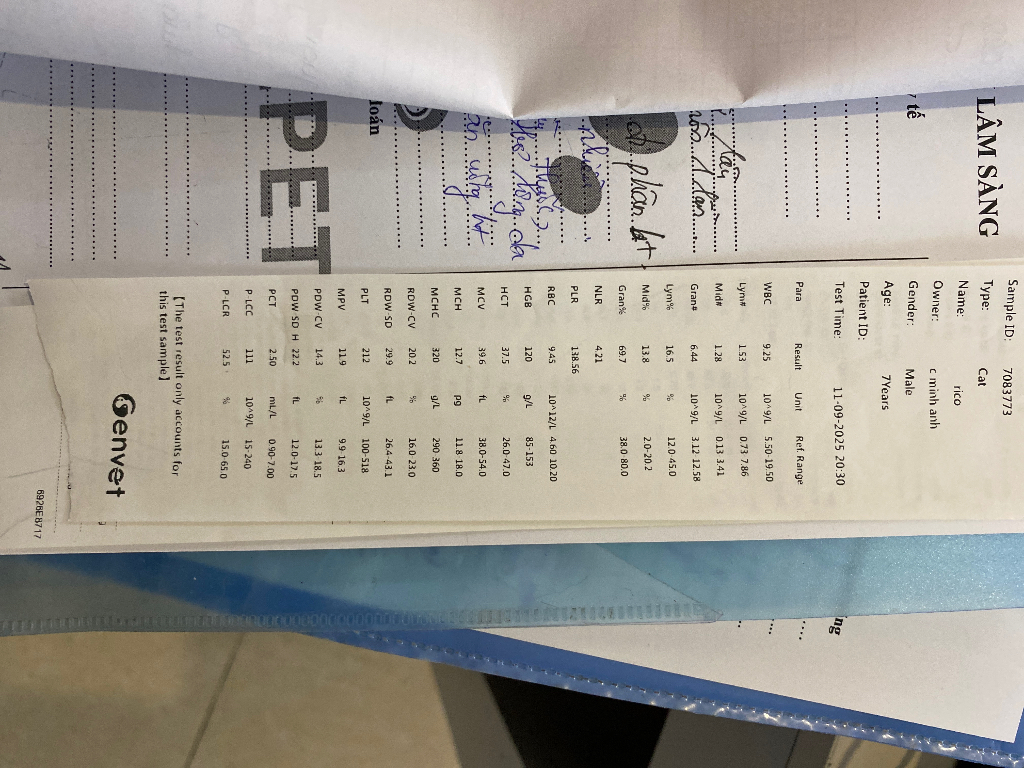 LÂM SÀNG
tế
oán
PET
phân
Sample ID: 7083773
Type: Cat
Name: rico
Owner: c minh anh
Gender: Male
Age: 7Years
Patient ID:
Test Time: 11-09-2025 20:30
Para Result Unit Ref. Range
WBC 9.25 10^9/L 5.50-19.50
Lym# 1.53 10^9/L 0.73-7.86
Mid# 1.28 10^9/L 0.13-3.41
Gran# 6.44 10^9/L 3.12-12.58
Lym% 16.5 % 12.0-45.0
Mid% 13.8 % 2.0-20.2
Gran% 69.7 % 38.0-80.0
NLR 4.21
PLR 138.56
RBC 9.45 10^12/L 4.60-10.20
HGB 120 g/L 85-153
HCT 37.5 % 26.0-47.0
MCV 39.6 fL 38.0-54.0
MCH 12.7 pg 11.8-18.0
MCHC 320 g/L 290-360
RDW-CV 20.2 % 16.0-23.0
RDW-SD 29.9 fL 26.4-43.1
PLT 212 10^9/L 100-518
MPV 11.9 fL 9.9-16.3
PDW-CV 14.3 % 13.3-18.5
PDW-SD H 22.2 fL 12.0-17.5
PCT 2.50 mL/L 0.90-7.00
P-LCC 111 10^9/L 15-240
P-LCR 52.5 % 15.0-65.0
【The test result only accounts for
this test sample】
Genvet
6926E8717
ng